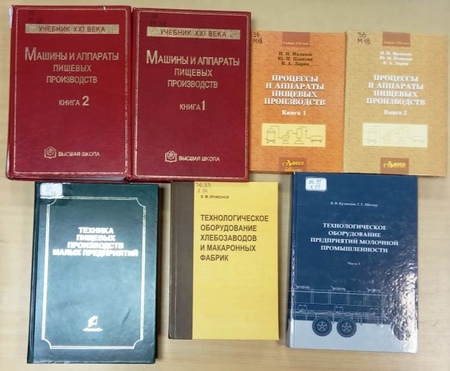 УЧЕБНИК XXI ВЕКА
МАШИНЫ И АППАРАТЫ
ПИЩЕВЫХ
ПРОИЗВОДСТВ
КНИГА 2
ВЫСШАЯ ШКОЛА
УЧЕБНИК XXI ВЕКА
МАШИНЫ И АППАРАТЫ
ПИЩЕВЫХ
ПРОИЗВОДСТВ
КНИГА 1
ВЫСШАЯ ШКОЛА
ПРОЦЕССЫ
И АППАРАТЫ
ПИЩЕВЫХ
ПРОИЗВОДСТВ
Книга 1
ПРОЦЕССЫ
И АППАРАТЫ
ПИЩЕВЫХ
ПРОИЗВОДСТВ
Книга 2
ТЕХНИКА
ПИЩЕВЫХ
ПРОИЗВОДСТВ
МАЛЫХ ПРЕДПРИЯТИЙ
ТЕХНОЛОГИЧЕСКОЕ
ОБОРУДОВАНИЕ
ХЛЕБОЗАВОДОВ
И МАКАРОННЫХ
ФАБРИК
ТЕХНОЛОГИЧЕСКОЕ
ОБОРУДОВАНИЕ
ПРЕДПРИЯТИЙ МОЛОЧНОЙ
ПРОМЫШЛЕННОСТИ